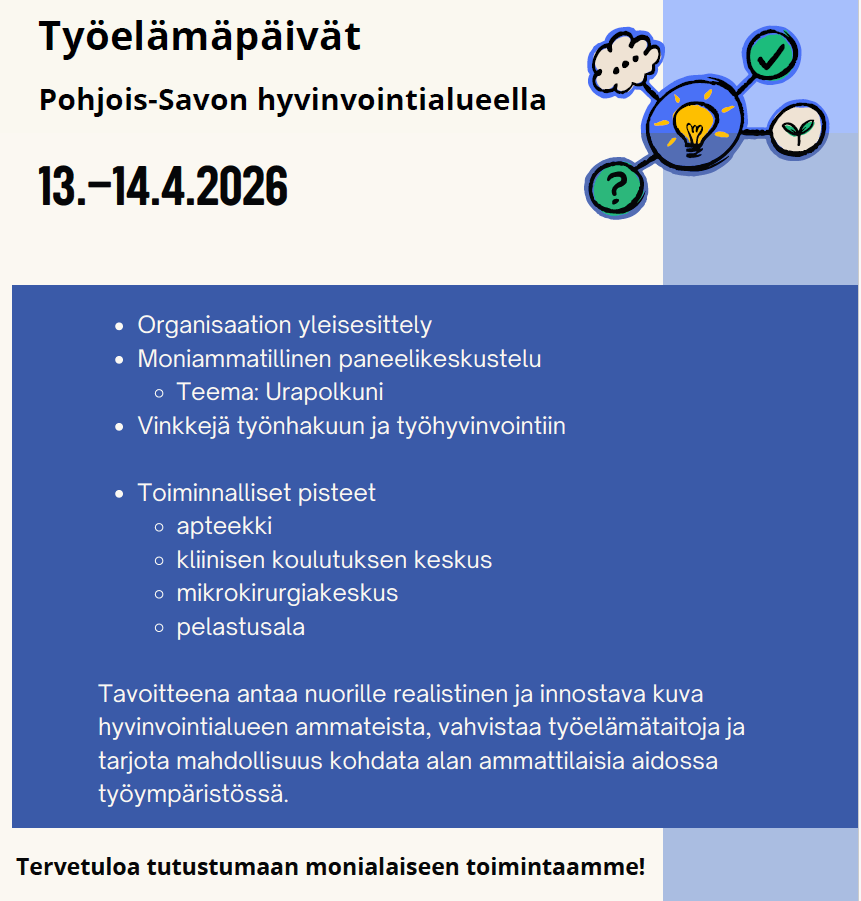 Työelämäpäivät
Pohjois-Savon hyvinvointialueella
13.–14.4.2026
• Organisaation yleisesittely
• Moniammatillinen paneelikeskustelu
◦ Teema: Urapolkuni
• Vinkkejä työnhakuun ja työhyvinvointiin
• Toiminnalliset pisteet
◦ apteekki
◦ kliinisen koulutuksen keskus
◦ mikrokirurgiakeskus
◦ pelastusala
Tavoitteena antaa nuorille realistinen ja innostava kuva
hyvinvointialueen ammateista, vahvistaa työelämätaitoja ja
tarjota mahdollisuus kohdata alan ammattilaisia aidossa
työympäristössä.
Tervetuloa tutustumaan monialaiseen toimintaamme!